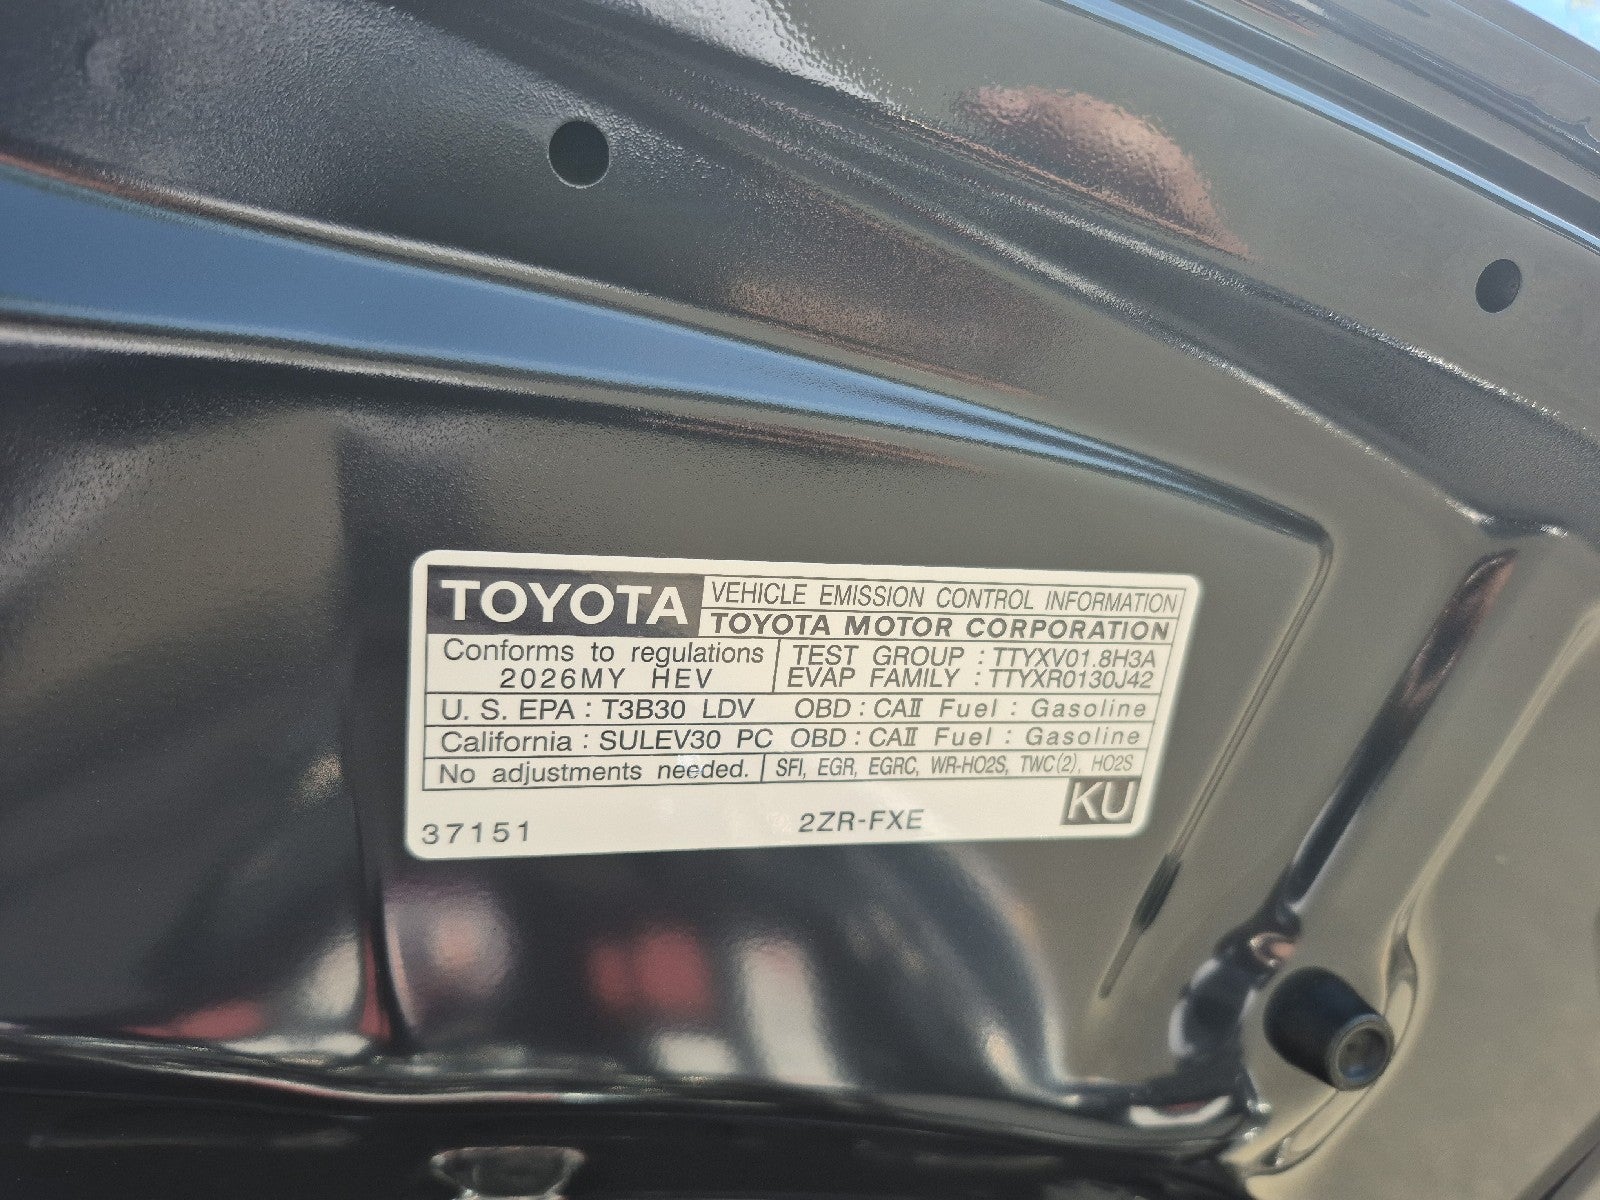 TOYOTA
VEHICLE EMISSION CONTROL INFORMATION
TOYOTA MOTOR CORPORATION
Conforms to regulations
2026MY HEV
TEST GROUP : TTYXV01.8H3A
EVAP FAMILY : TTYXR0130J42
U. S. EPA : T3B30 LDV OBD : CAⅡ Fuel : Gasoline
California : SULEV30 PC OBD : CAⅡ Fuel : Gasoline
No adjustments needed. SFI, EGR, EGRC, WR-HO2S, TWC(2), HO2S
KU
37151 2ZR-FXE